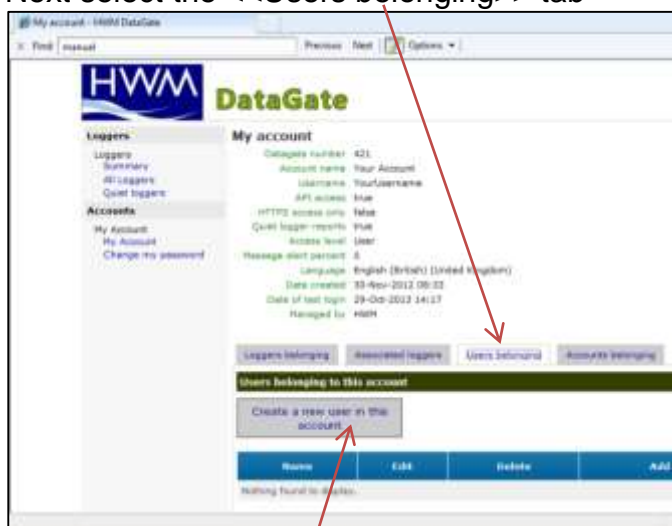 Next select the <<Users belonging>> tab
My account - HWM DataGate
× Find manual Previous Next Options
HWM
DataGate
Loggers
Loggers
Summary
All Loggers
Quiet loggers
Accounts
My Account
My Account
Change my password
My account
Datagate number 421
Account name Your Account
Username YourUsername
API access true
HTTPS access only false
Quiet logger reports true
Access level User
Message alert percent 0
Language English (British) (United Kingdom)
Date created 30-Nov-2012 08:33
Date of last login 29-Oct-2013 14:17
Managed by HWM
Loggers belonging Associated loggers Users belonging Accounts belonging
Users belonging to this account
Create a new user in this
account
Name Edit Delete Add
Nothing found to display.